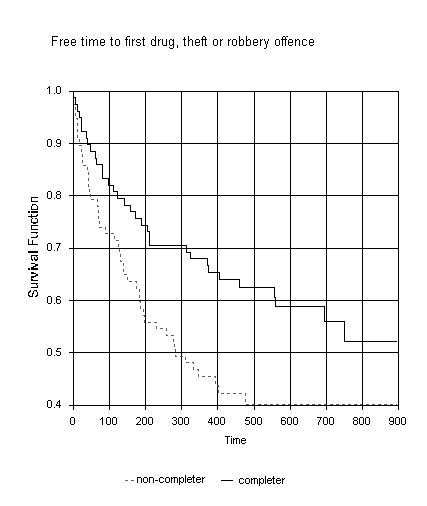 Free time to first drug, theft or robbery offence
1.0
0.9
0.8
0.7
0.6
0.5
0.4
Survival Function
0 100 200 300 400 500 600 700 800 900
Time
non-completer completer